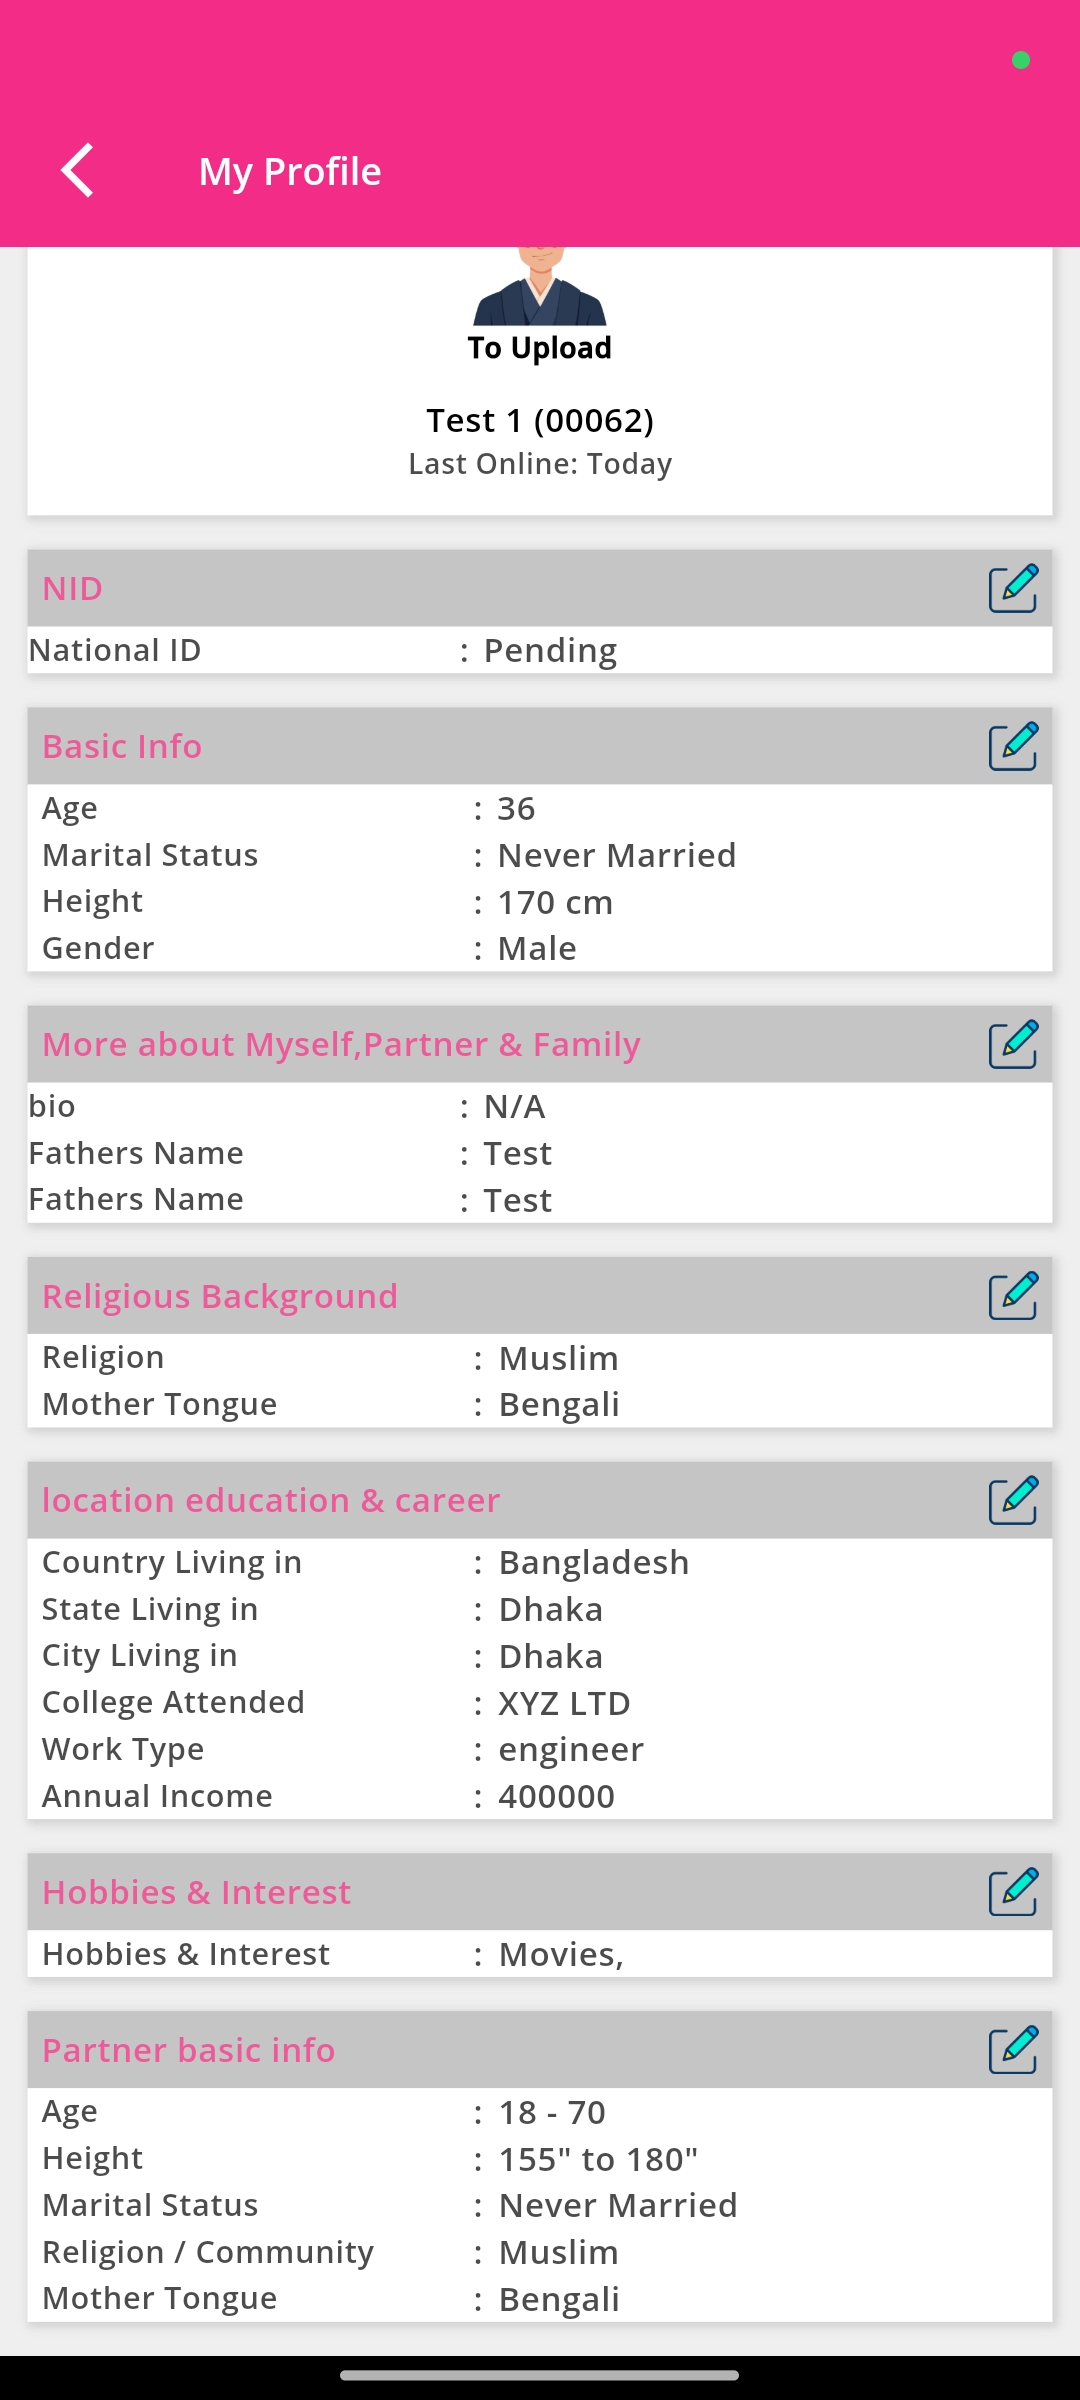 My Profile
To Upload
Test 1 (00062)
Last Online: Today
NID
National ID : Pending
Basic Info
Age : 36
Marital Status : Never Married
Height : 170 cm
Gender : Male
More about Myself,Partner & Family
bio : N/A
Fathers Name : Test
Fathers Name : Test
Religious Background
Religion : Muslim
Mother Tongue : Bengali
location education & career
Country Living in : Bangladesh
State Living in : Dhaka
City Living in : Dhaka
College Attended : XYZ LTD
Work Type : engineer
Annual Income : 400000
Hobbies & Interest
Hobbies & Interest : Movies,
Partner basic info
Age : 18 - 70
Height : 155" to 180"
Marital Status : Never Married
Religion / Community : Muslim
Mother Tongue : Bengali